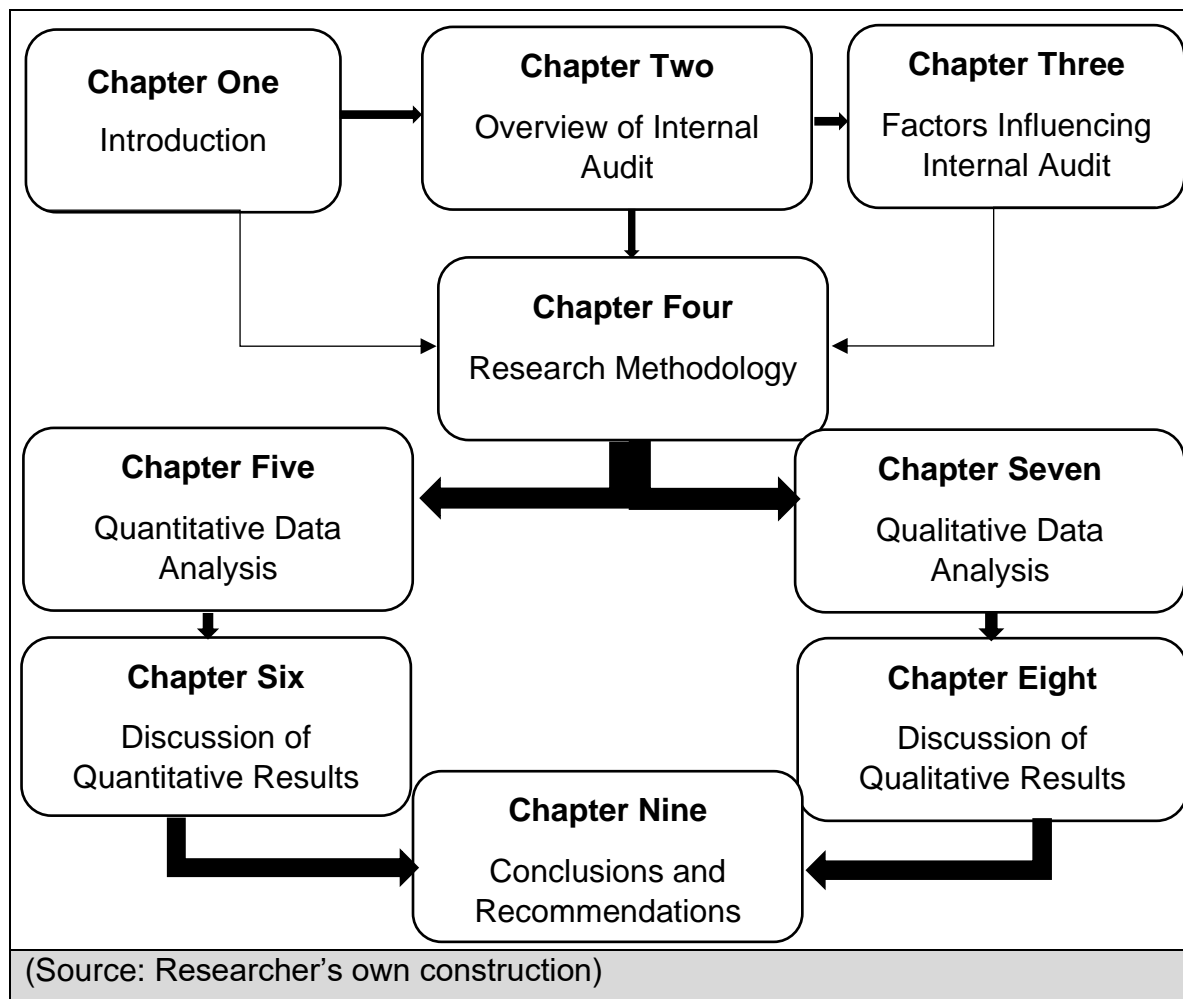 Chapter One
Introduction
Chapter Two
Overview of Internal
Audit
Chapter Three
Factors Influencing
Internal Audit
Chapter Four
Research Methodology
Chapter Five
Quantitative Data
Analysis
Chapter Seven
Qualitative Data
Analysis
Chapter Six
Discussion of
Quantitative Results
Chapter Eight
Discussion of
Qualitative Results
Chapter Nine
Conclusions and
Recommendations
(Source: Researcher’s own construction)